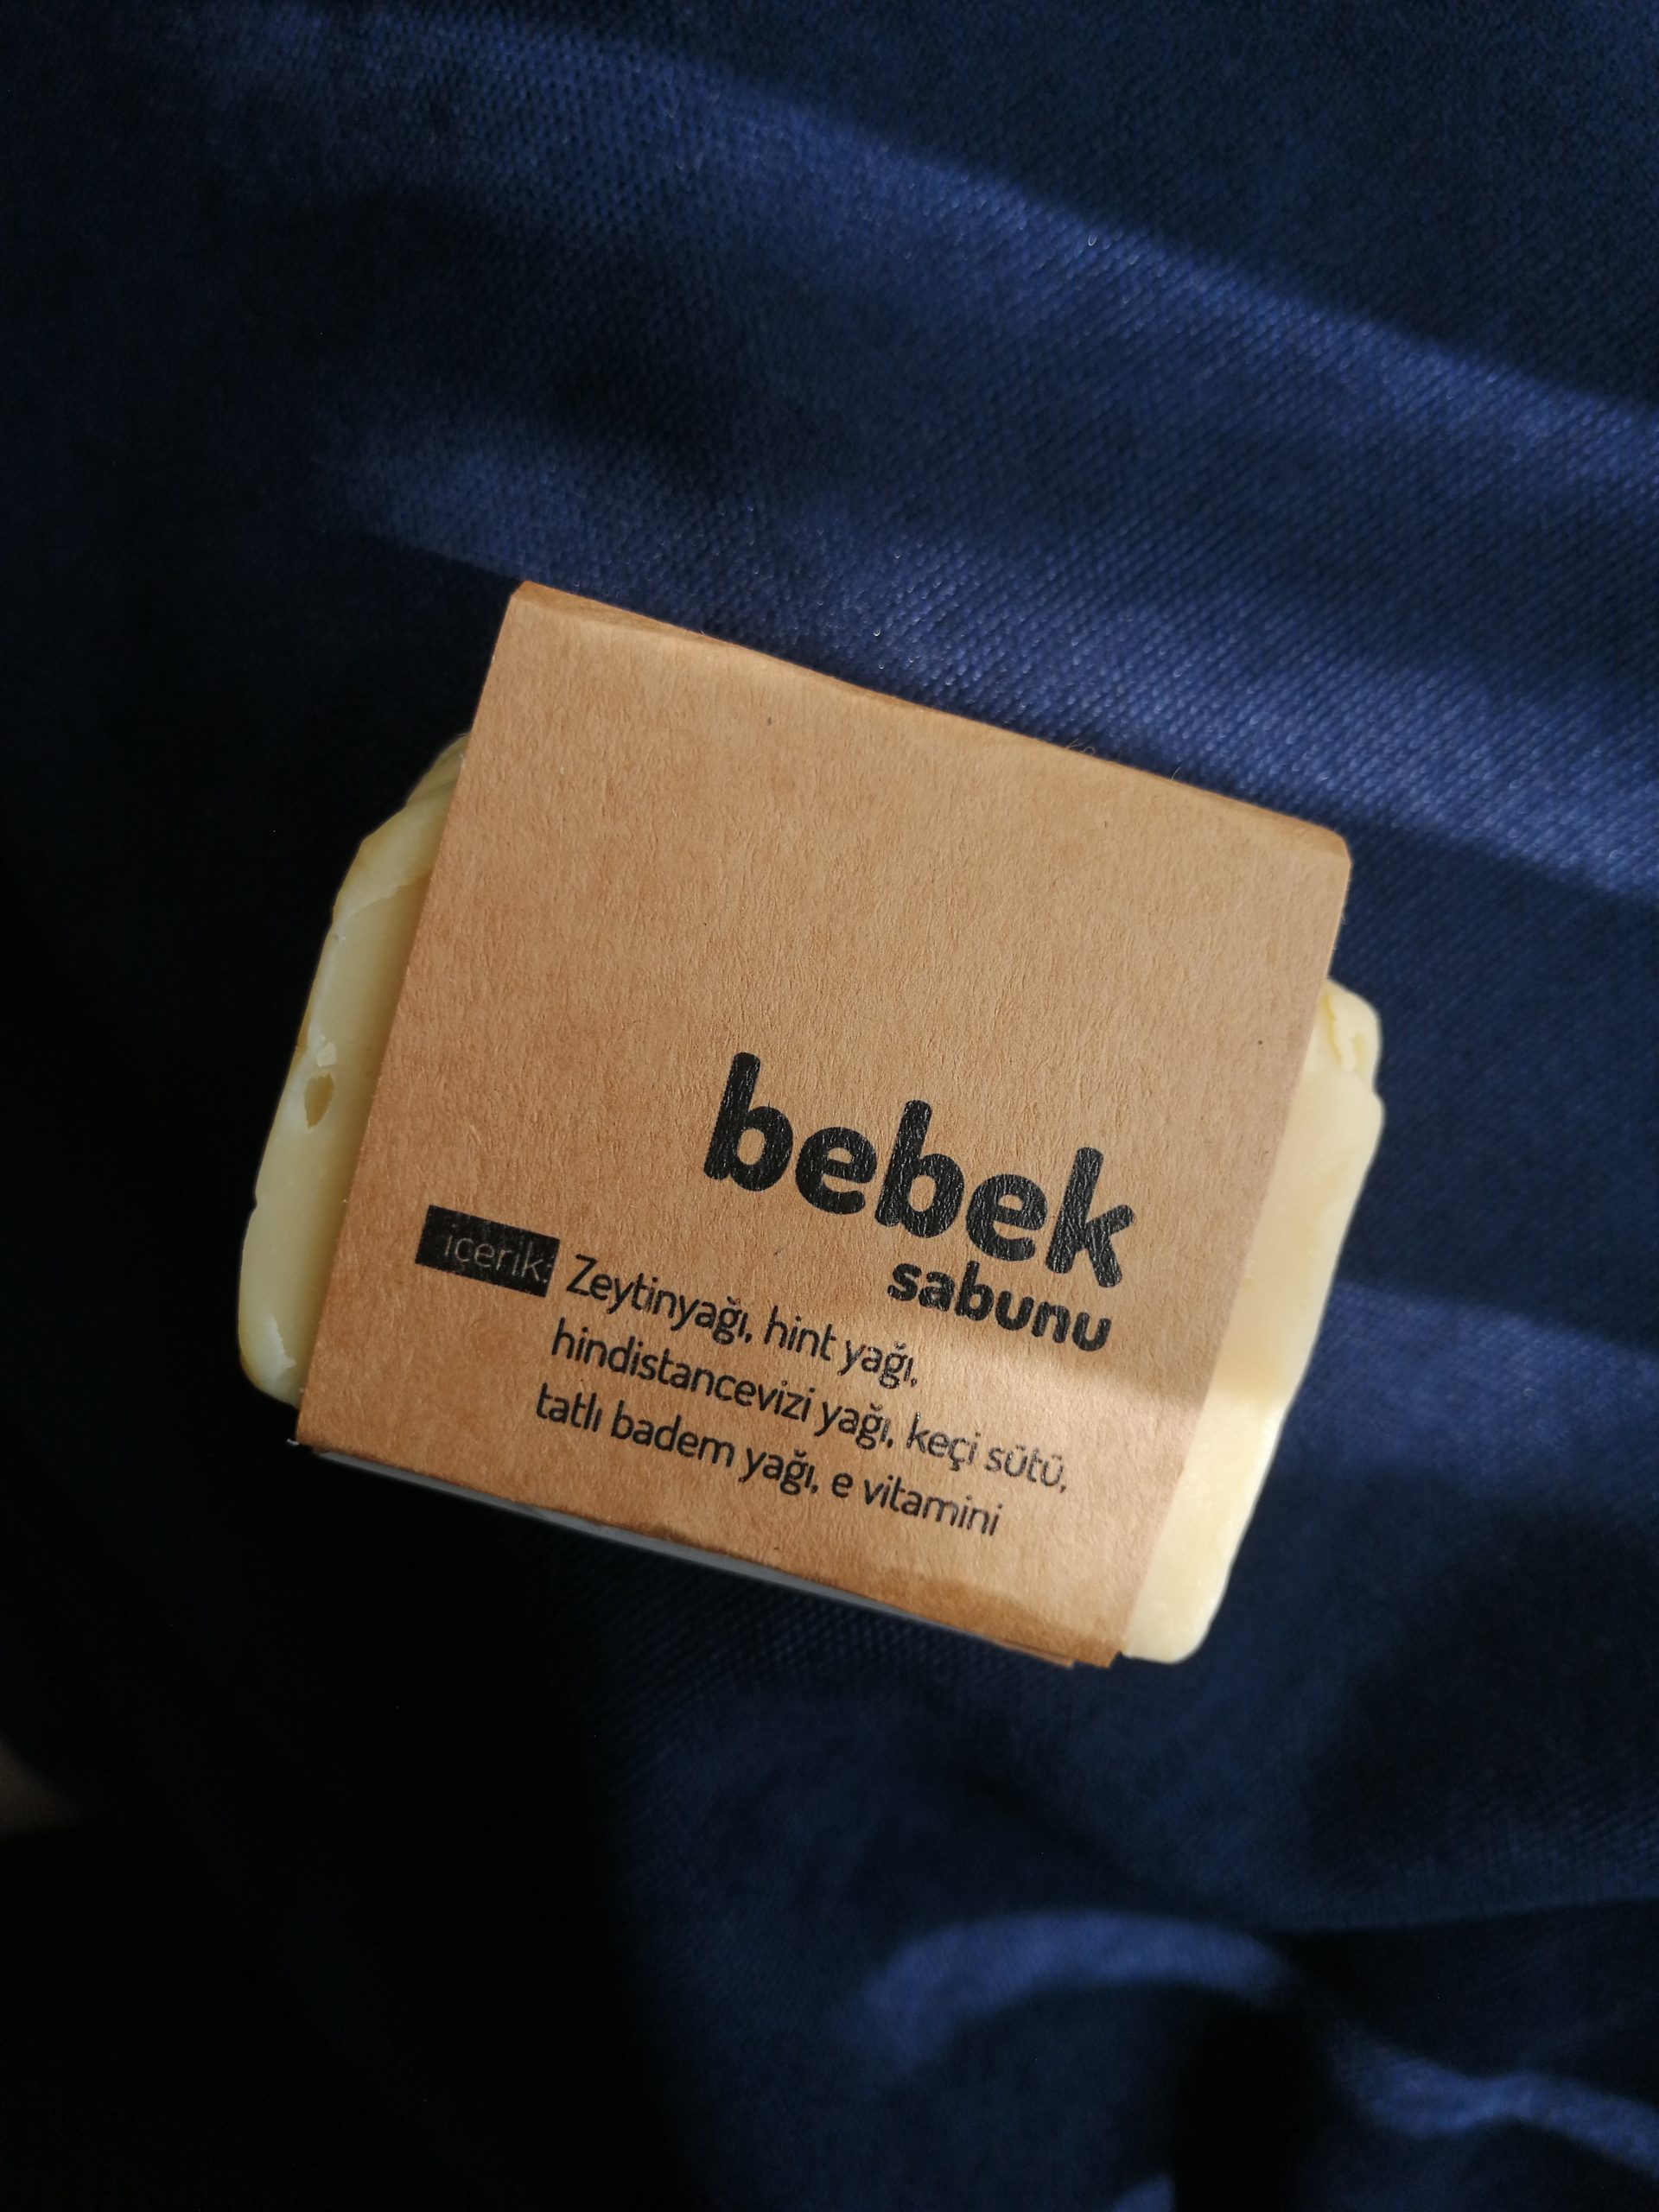 bebek
sabunu
içerik: Zeytinyağı, hint yağı,
hindistancevizi yağı, keçi sütü,
tatlı badem yağı, e vitamini